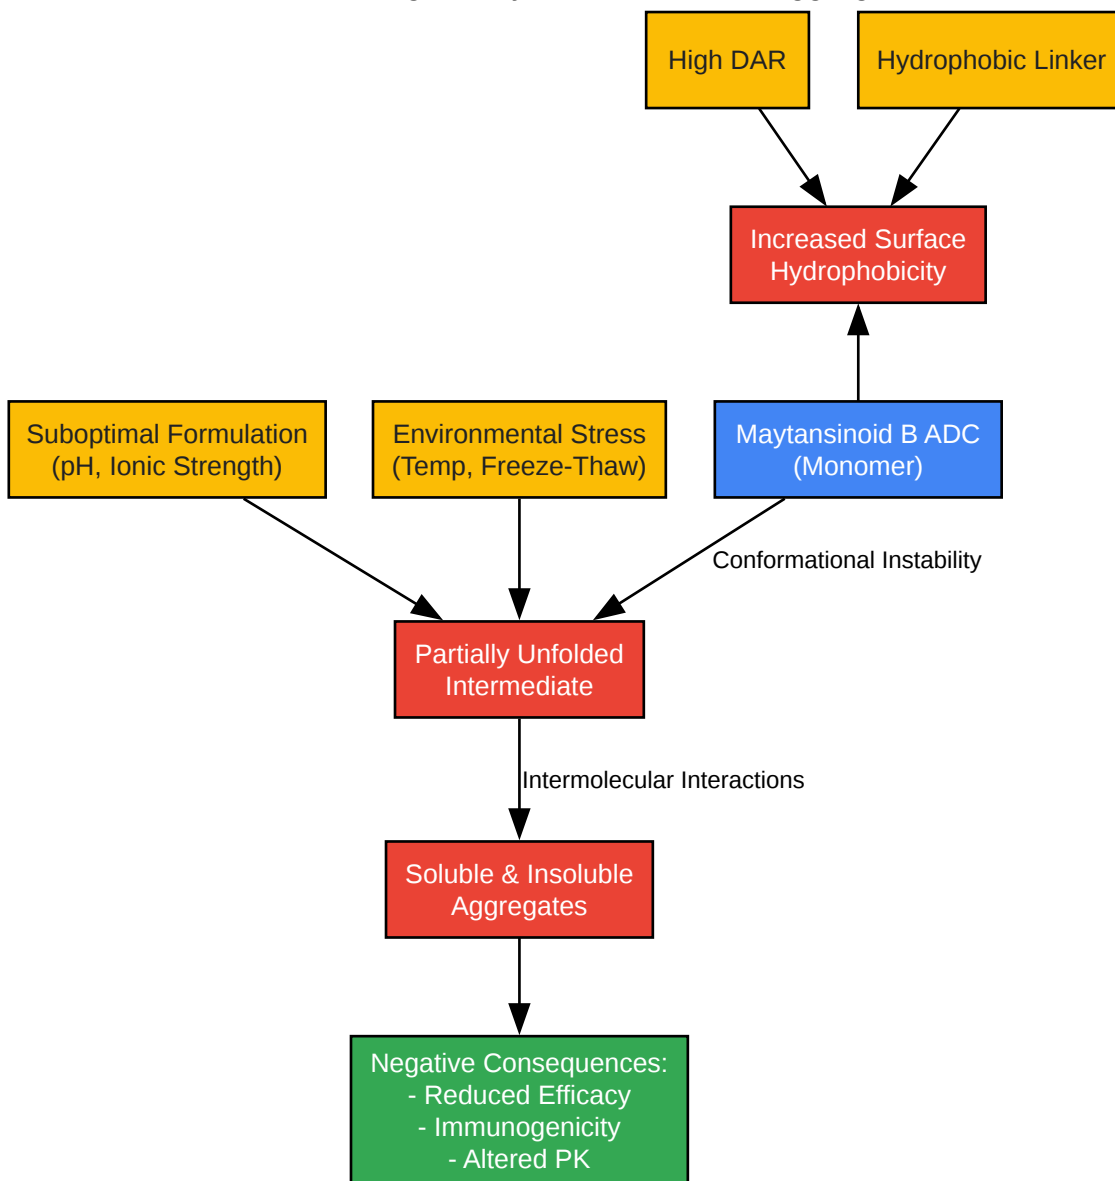 High DAR
Hydrophobic Linker
Increased Surface
Hydrophobicity
Suboptimal Formulation
(pH, Ionic Strength)
Environmental Stress
(Temp, Freeze-Thaw)
Maytansinoid B ADC
(Monomer)
Conformational Instability
Partially Unfolded
Intermediate
Intermolecular Interactions
Soluble & Insoluble
Aggregates
Negative Consequences:
- Reduced Efficacy
- Immunogenicity
- Altered PK